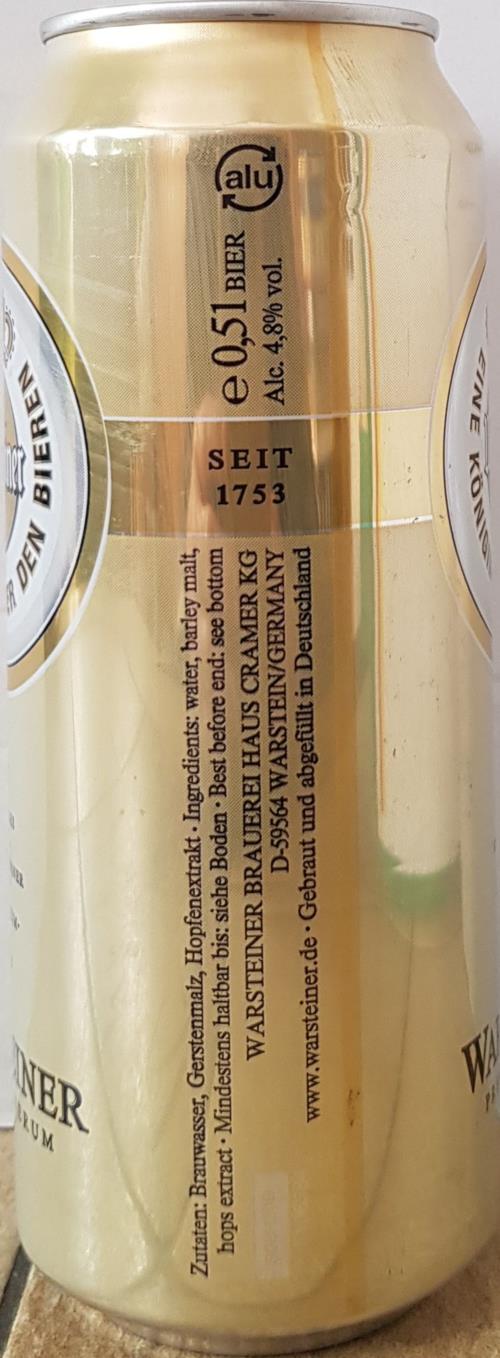 alu
e 0,5l BIER
Alc. 4,8% vol.
SEIT
1753
Zutaten: Brauwasser, Gerstenmalz, Hopfenextrakt · Ingredients: water, barley malt,
hops extract · Mindestens haltbar bis: siehe Boden · Best before end: see bottom
WARSTEINER BRAUEREI HAUS CRAMER KG
D-59564 WARSTEIN/GERMANY
www.warsteiner.de · Gebraut und abgefüllt in Deutschland
DEN BIEREN
EINE